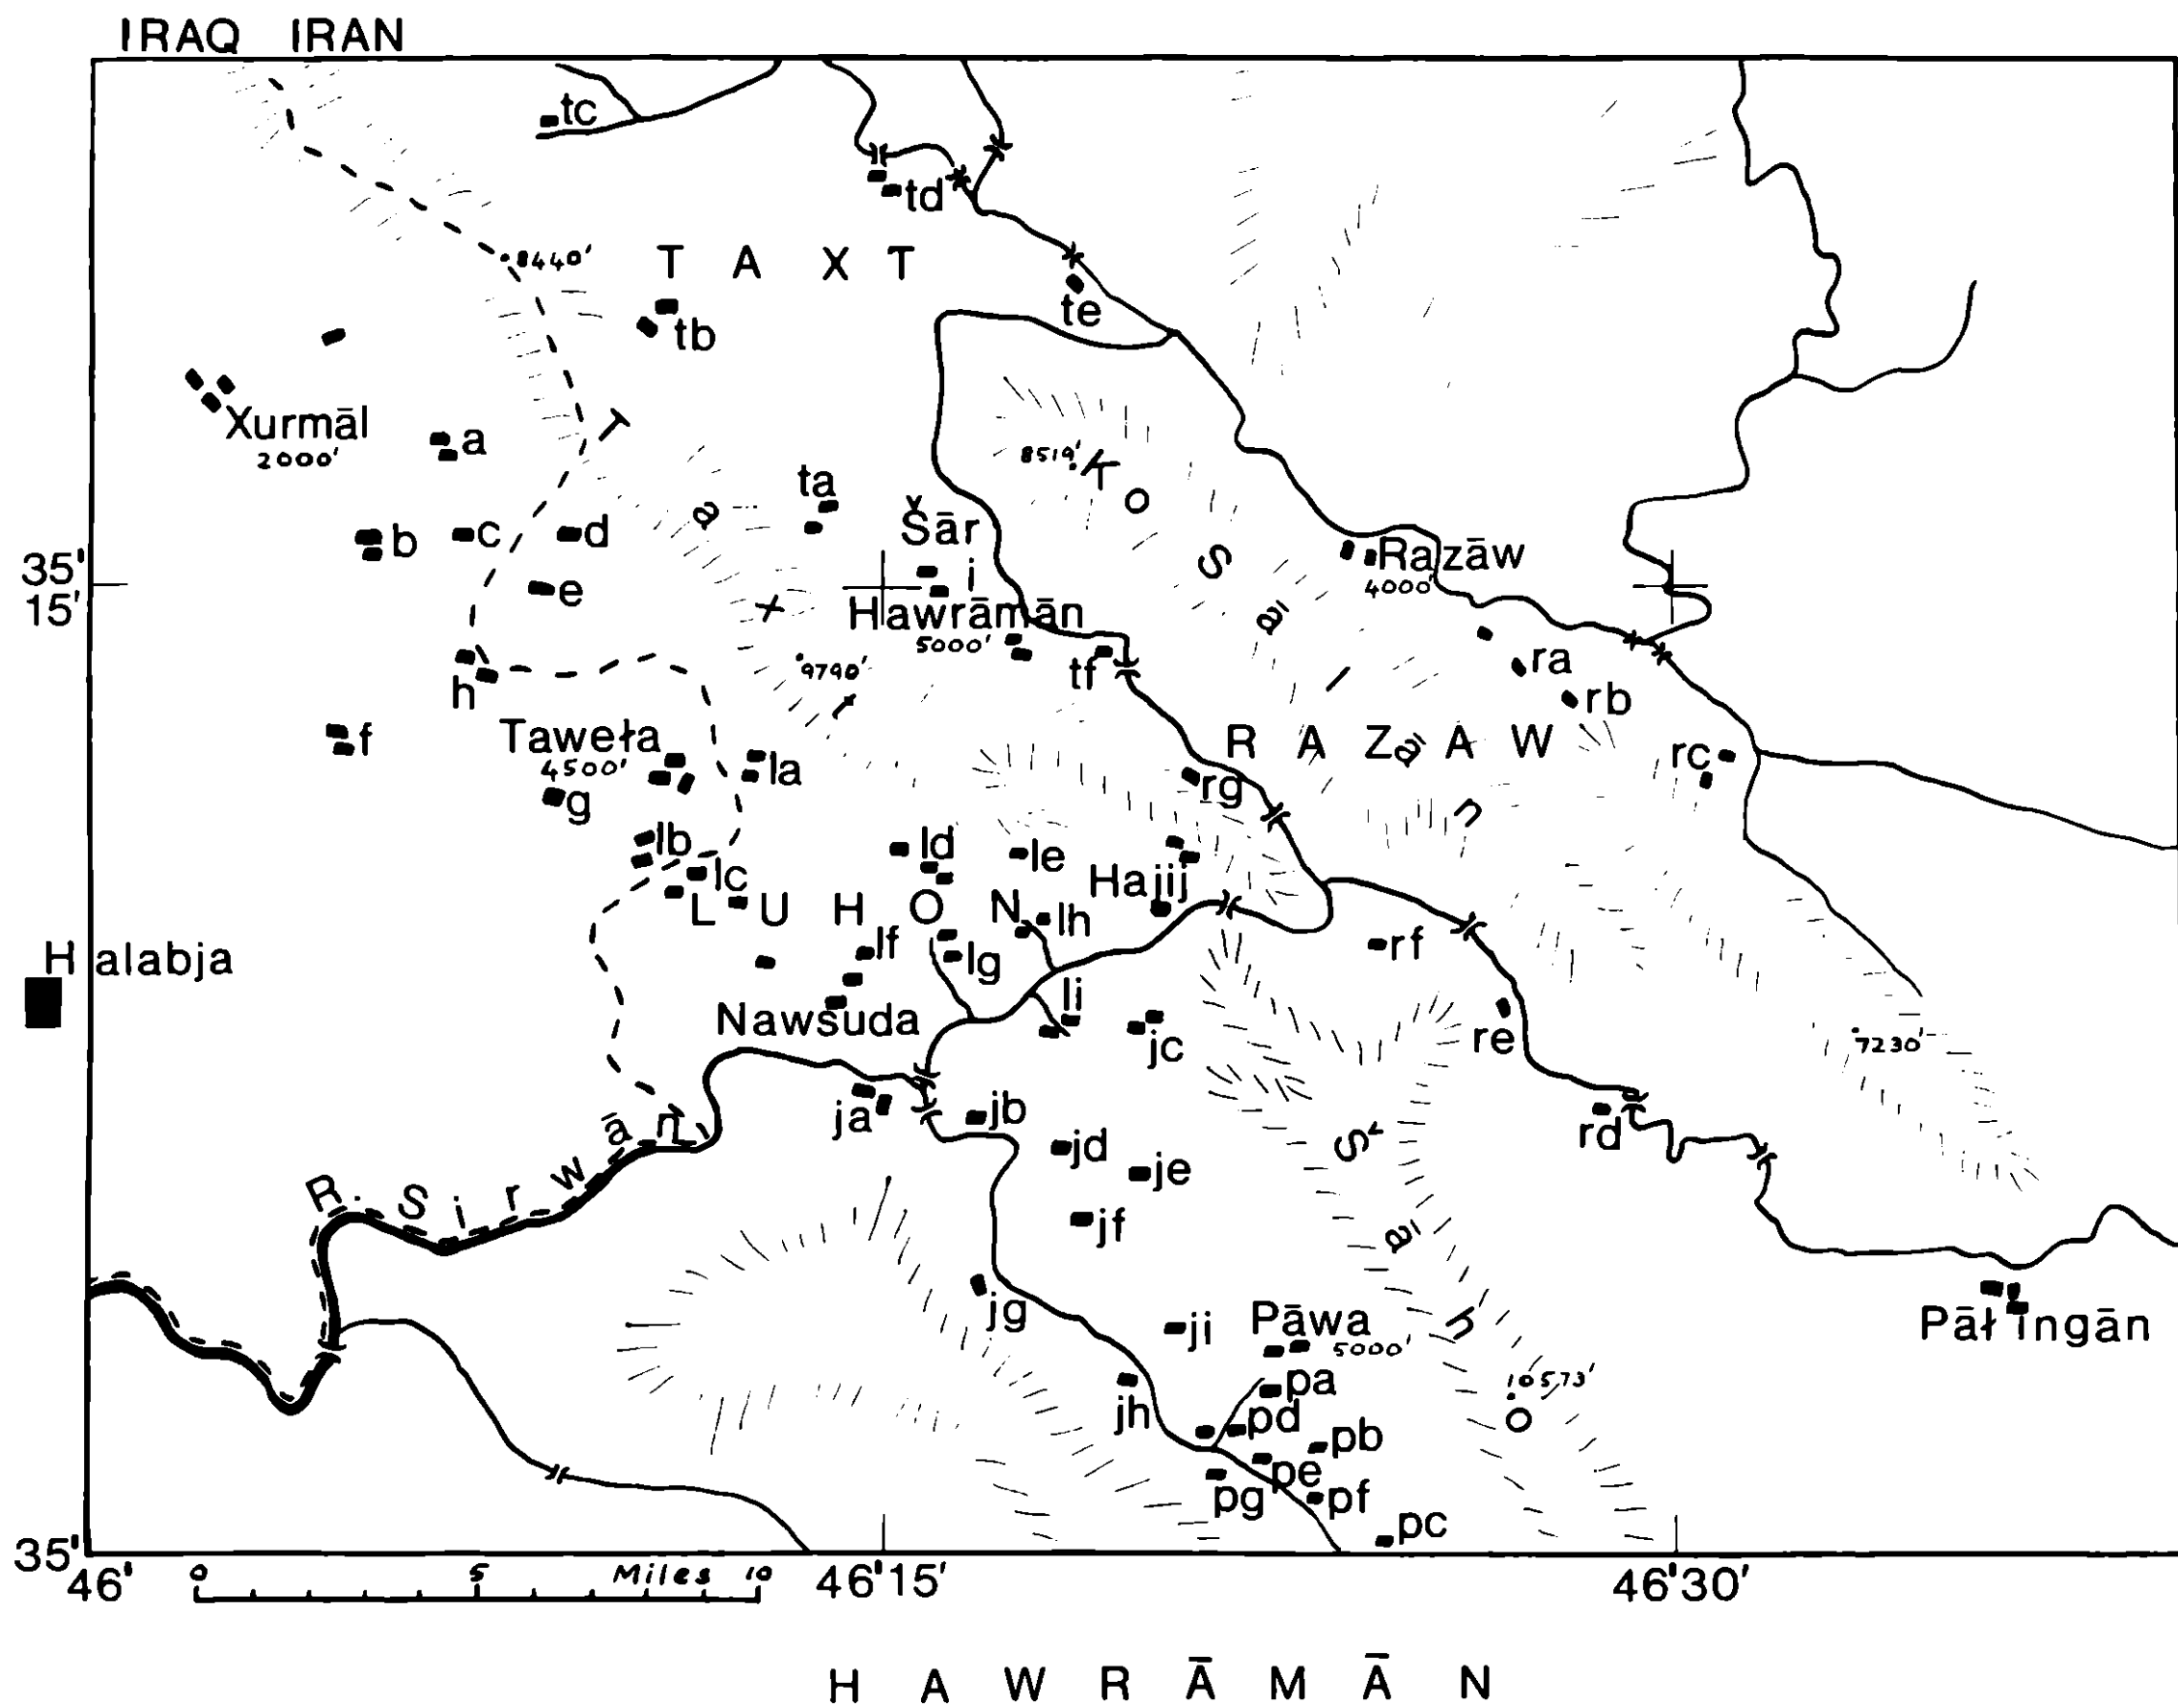 IRAQ IRAN
tc
td
8440'
T A X T
te
tb
Xurmāl
2000'
a
T a x t ā n
8519'
K o s ā l ā n
ta
Šār i
Hawrāmān
5000'
b
c
d
e
35'
15'
Razāw
4000'
h
9790'
tf
ra
rb
f
Taweła
4500'
g
la
R A Z A W
rc
rg
lb
lc
ld
le
Hajij
L U H O N
lh
lf
lg
rf
Halabja
Nawsuda
li
jc
re
7230'
ja
jb
jd
je
rd
R. Sirwān
jf
Š ā h o
jg
ji
Pāwa
5000'
Pāłingān
10573'
jh
pa
pd
pb
pe
pg
pf
pc
35'
46'
0 5 Miles 10
46'15'
46'30'
H A W R Ā M Ā N